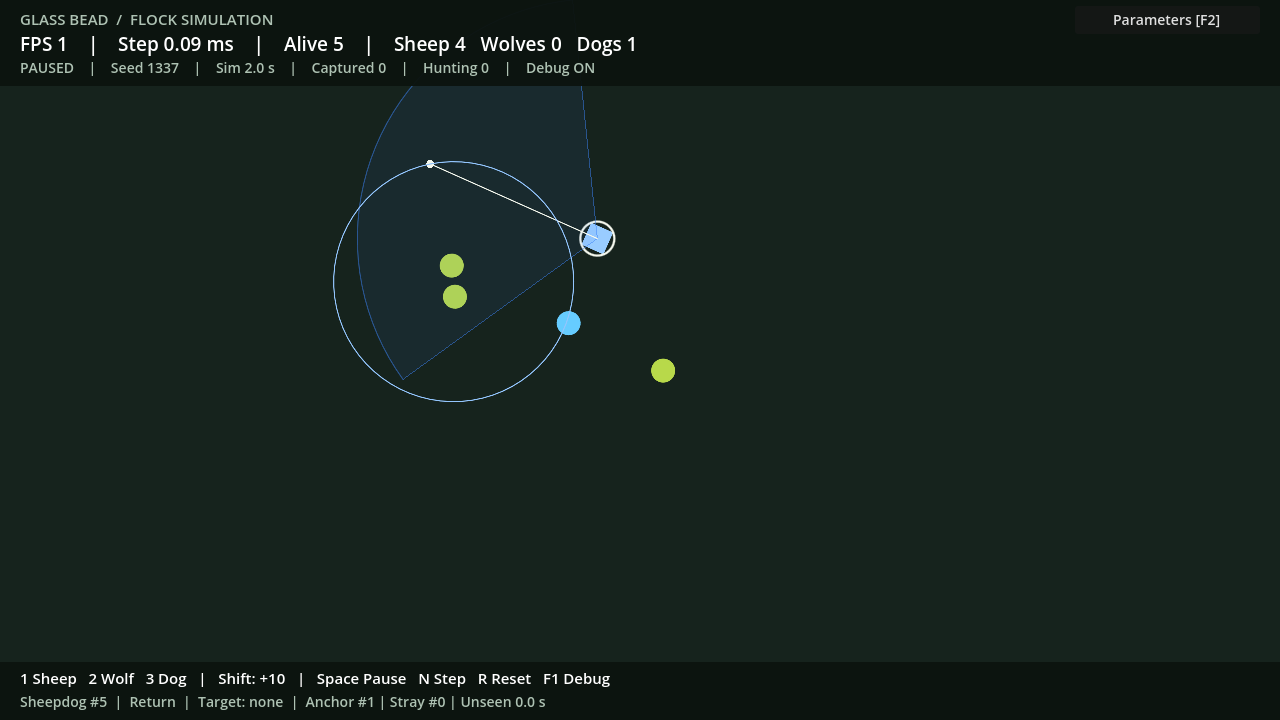 GLASS BEAD / FLOCK SIMULATION
Parameters [F2]
FPS 1 | Step 0.09 ms | Alive 5 | Sheep 4 Wolves 0 Dogs 1
PAUSED | Seed 1337 | Sim 2.0 s | Captured 0 | Hunting 0 | Debug ON
1 Sheep 2 Wolf 3 Dog | Shift: +10 | Space Pause N Step R Reset F1 Debug
Sheepdog #5 | Return | Target: none | Anchor #1 | Stray #0 | Unseen 0.0 s